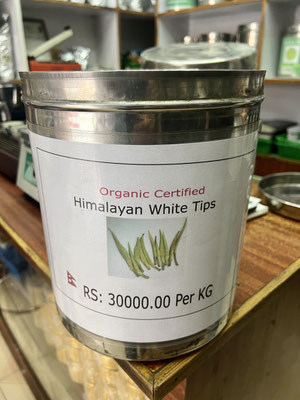 Organic Certified
Himalayan White Tips
RS: 30000.00 Per KG